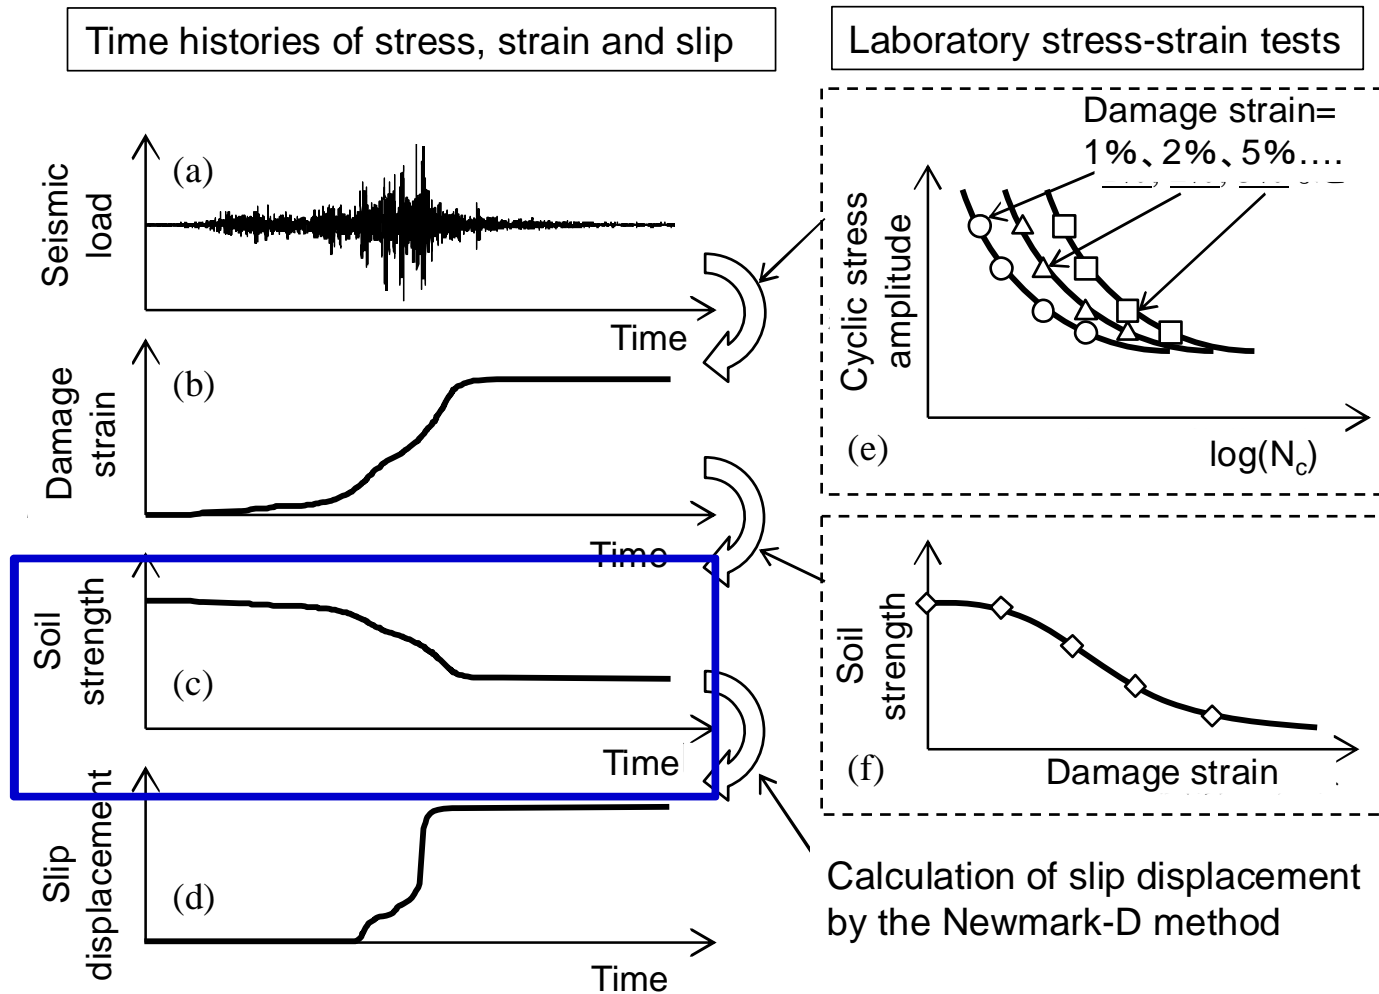 Time histories of stress, strain and slip
Laboratory stress-strain tests
(a)
Seismic
load
Time
(b)
Damage
strain
Time
(c)
Soil
strength
Time
(d)
Slip
displacement
Time
Damage strain=
1%、2%、5%....
Cyclic stress
amplitude
(e)
log(Nc)
Soil
strength
(f)
Damage strain
Calculation of slip displacement
by the Newmark-D method